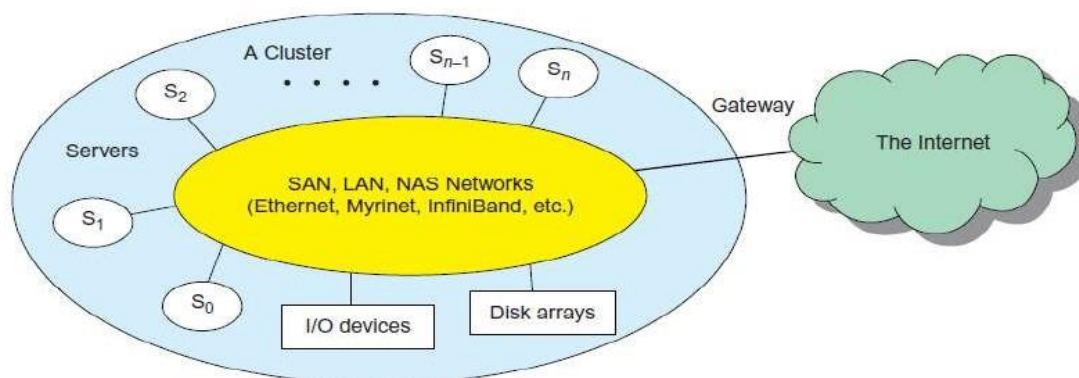 A Cluster
S₂
. . . .
Sₙ₋₁
Sₙ
Gateway
The Internet
Servers
SAN, LAN, NAS Networks
(Ethernet, Myrinet, InfiniBand, etc.)
S₁
S₀
I/O devices
Disk arrays